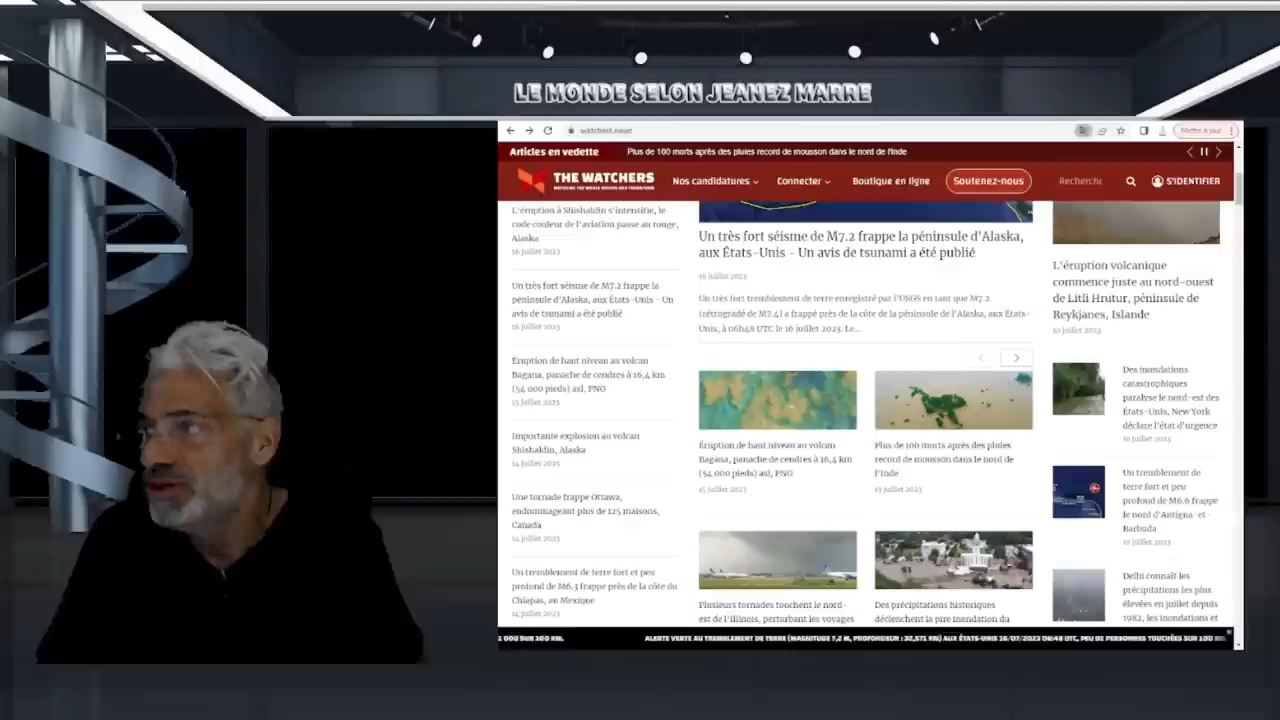 LE MONDE SELON JEANEZ MARRE
watchers.news
Mettre à jour
Articles en vedette
Plus de 100 morts après des pluies record de mousson dans le nord de l'Inde
THE WATCHERS
Nos candidatures
Connecter
Boutique en ligne
Soutenez-nous
Recherche
S'IDENTIFIER
L'éruption à Shishaldin s'intensifie, le
code couleur de l'aviation passe au rouge,
Alaska
16 juillet 2023
Un très fort séisme de M7.2 frappe la
péninsule d'Alaska, aux États-Unis - Un
avis de tsunami a été publié
16 juillet 2023
Éruption de haut niveau au volcan
Bagana, panache de cendres à 16,4 km
(54 000 pieds) asl, PNG
15 juillet 2023
Importante explosion au volcan
Shishaldin, Alaska
14 juillet 2023
Une tornade frappe Ottawa,
endommageant plus de 125 maisons,
Canada
14 juillet 2023
Un tremblement de terre fort et peu
profond de M6.3 frappe près de la côte du
Chiapas, au Mexique
14 juillet 2023
Un très fort séisme de M7.2 frappe la péninsule d'Alaska,
aux États-Unis - Un avis de tsunami a été publié
16 juillet 2023
Un très fort tremblement de terre enregistré par l'USGS en tant que M7.2
(rétrogradé de M7.4) a frappé près de la côte de la péninsule de l'Alaska, aux États-
Unis, à 06h48 UTC le 16 juillet 2023. Le...
Éruption de haut niveau au volcan
Bagana, panache de cendres à 16,4 km
(54 000 pieds) asl, PNG
15 juillet 2023
Plus de 100 morts après des pluies
record de mousson dans le nord de
l'Inde
13 juillet 2023
Plusieurs tornades touchent le nord-
est de l'Illinois, perturbant les voyages
Des précipitations historiques
déclenchent la pire inondation du
L'éruption volcanique
commence juste au nord-ouest
de Litli Hrutur, péninsule de
Reykjanes, Islande
10 juillet 2023
Des inondations
catastrophiques
paralyse le nord-est des
États-Unis, New York
déclare l'état d'urgence
10 juillet 2023
Un tremblement de
terre fort et peu
profond de M6.6 frappe
le nord d'Antigua-et-
Barbuda
10 juillet 2023
Delhi connaît les
précipitations les plus
élevées en juillet depuis
1982, les inondations et
000 SUR 100 KM.
ALERTE VERTE AU TREMBLEMENT DE TERRE (MAGNITUDE 7,2 M, PROFONDEUR : 32,571 KM) AUX ÉTATS-UNIS 16/07/2023 06:48 UTC, PEU DE PERSONNES TOUCHÉES SUR 100